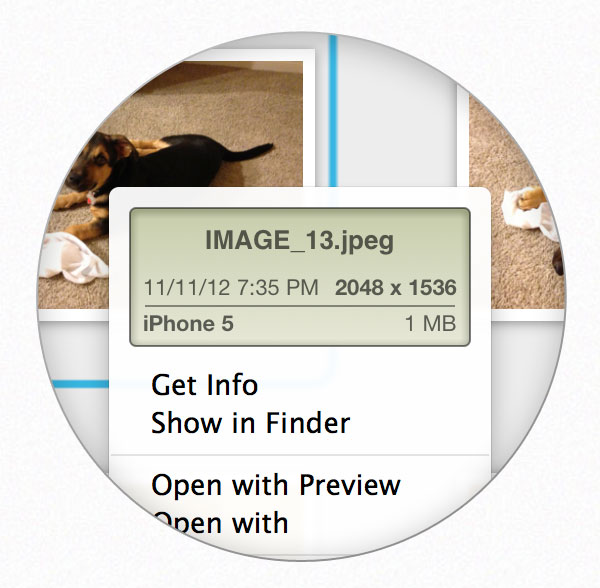 IMAGE_13.jpeg
11/11/12 7:35 PM 2048 x 1536
iPhone 5 1 MB
Get Info
Show in Finder
Open with Preview
Open with